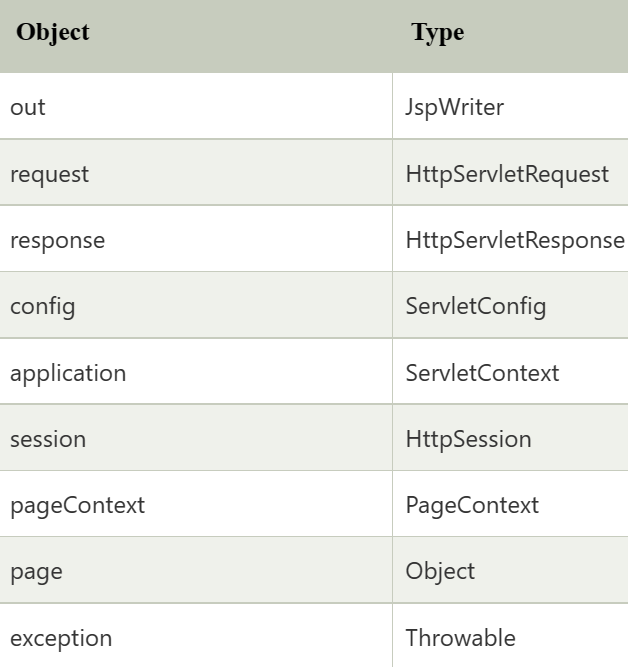 Object Type
out JspWriter
request HttpServletRequest
response HttpServletResponse
config ServletConfig
application ServletContext
session HttpSession
pageContext PageContext
page Object
exception Throwable